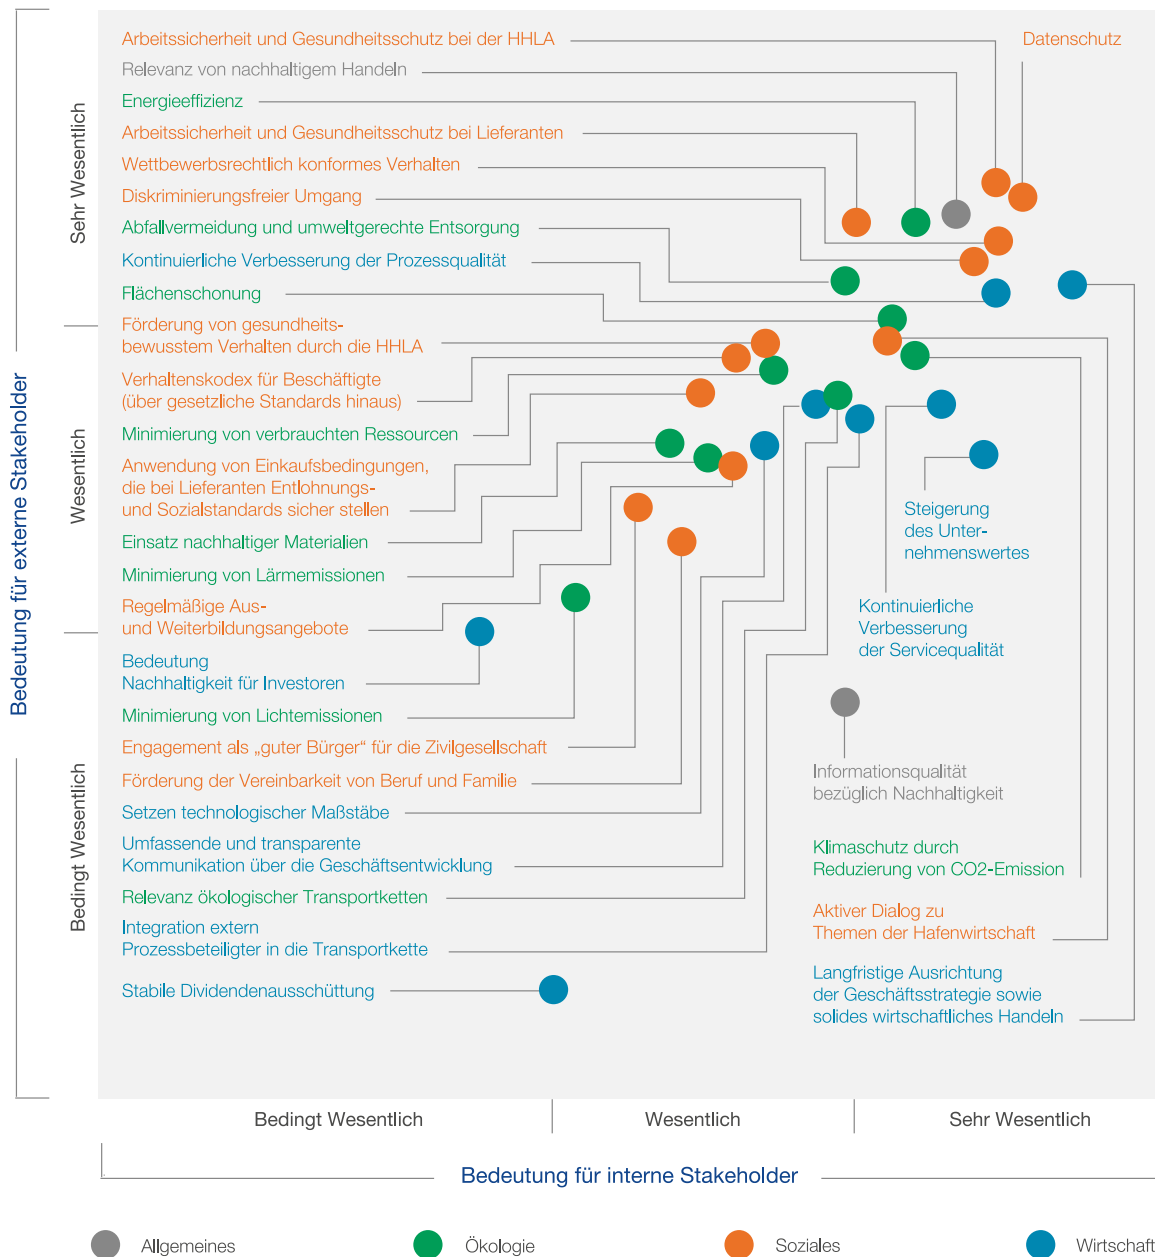 Arbeitssicherheit und Gesundheitsschutz bei der HHLA
Datenschutz
Relevanz von nachhaltigem Handeln
Energieeffizienz
Arbeitssicherheit und Gesundheitsschutz bei Lieferanten
Wettbewerbsrechtlich konformes Verhalten
Diskriminierungsfreier Umgang
Abfallvermeidung und umweltgerechte Entsorgung
Kontinuierliche Verbesserung der Prozessqualität
Flächenschonung
Förderung von gesundheits-
bewusstem Verhalten durch die HHLA
Verhaltenskodex für Beschäftigte
(über gesetzliche Standards hinaus)
Minimierung von verbrauchten Ressourcen
Anwendung von Einkaufsbedingungen,
die bei Lieferanten Entlohnungs-
und Sozialstandards sicher stellen
Einsatz nachhaltiger Materialien
Minimierung von Lärmemissionen
Regelmäßige Aus-
und Weiterbildungsangebote
Bedeutung
Nachhaltigkeit für Investoren
Minimierung von Lichtemissionen
Engagement als „guter Bürger“ für die Zivilgesellschaft
Förderung der Vereinbarkeit von Beruf und Familie
Setzen technologischer Maßstäbe
Umfassende und transparente
Kommunikation über die Geschäftsentwicklung
Relevanz ökologischer Transportketten
Integration extern
Prozessbeteiligter in die Transportkette
Stabile Dividendenausschüttung
Steigerung
des Unter-
nehmenswertes
Kontinuierliche
Verbesserung
der Servicequalität
Informationsqualität
bezüglich Nachhaltigkeit
Klimaschutz durch
Reduzierung von CO2-Emission
Aktiver Dialog zu
Themen der Hafenwirtschaft
Langfristige Ausrichtung
der Geschäftsstrategie sowie
solides wirtschaftliches Handeln
Bedeutung für externe Stakeholder
Sehr Wesentlich
Wesentlich
Bedingt Wesentlich
Bedingt Wesentlich
Wesentlich
Sehr Wesentlich
Bedeutung für interne Stakeholder
Allgemeines
Ökologie
Soziales
Wirtschaft